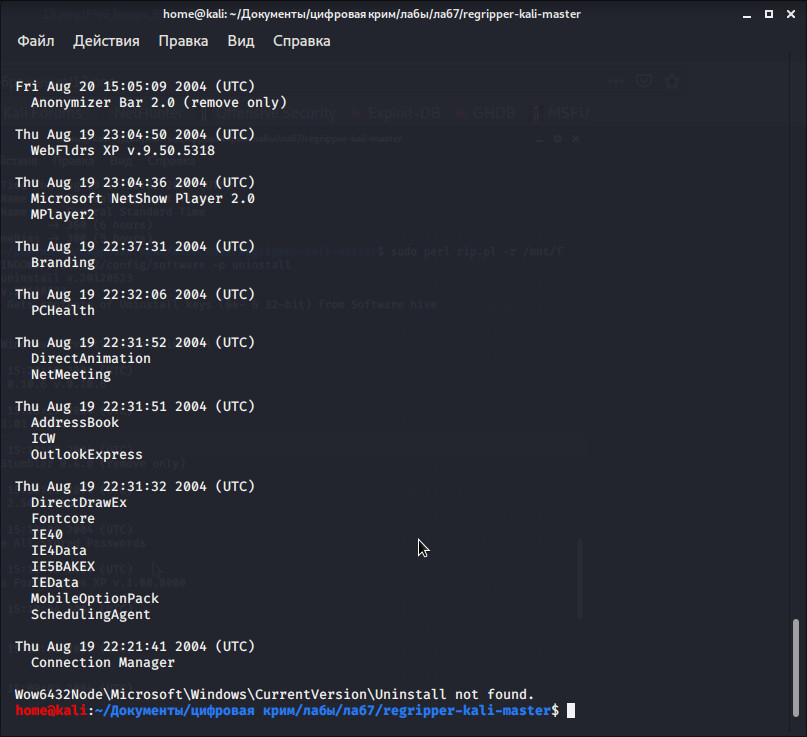 home@kali: ~/Документы/цифровая крим/лабы/лаб7/regripper-kali-master
Файл Действия Правка Вид Справка
Fri Aug 20 15:05:09 2004 (UTC)
Anonymizer Bar 2.0 (remove only)
Thu Aug 19 23:04:50 2004 (UTC)
WebFldrs XP v.9.50.5318
Thu Aug 19 23:04:36 2004 (UTC)
Microsoft NetShow Player 2.0
MPlayer2
Thu Aug 19 22:37:31 2004 (UTC)
Branding
Thu Aug 19 22:32:06 2004 (UTC)
PCHealth
Thu Aug 19 22:31:52 2004 (UTC)
DirectAnimation
NetMeeting
Thu Aug 19 22:31:51 2004 (UTC)
AddressBook
ICW
OutlookExpress
Thu Aug 19 22:31:32 2004 (UTC)
DirectDrawEx
Fontcore
IE40
IE4Data
IE5BAKEX
IEData
MobileOptionPack
SchedulingAgent
Thu Aug 19 22:21:41 2004 (UTC)
Connection Manager
Wow6432Node\Microsoft\Windows\CurrentVersion\Uninstall not found.
home@kali:~/Документы/цифровая крим/лабы/лаб7/regripper-kali-master$